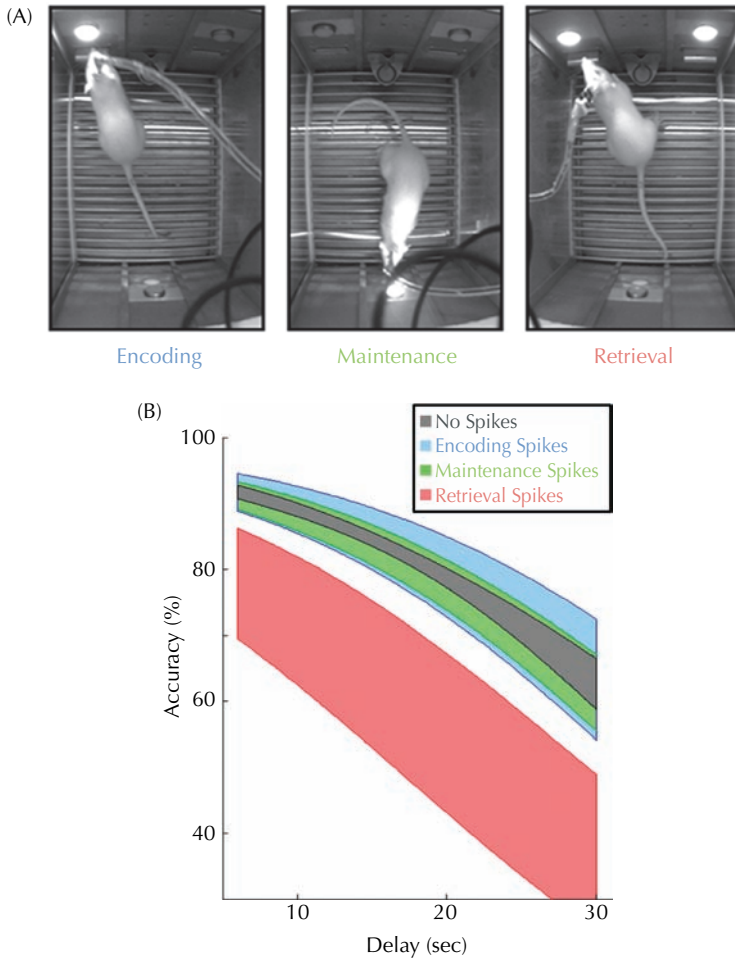 (A)
Encoding
Maintenance
Retrieval
(B)
100
80
60
40
Accuracy (%)
No Spikes
Encoding Spikes
Maintenance Spikes
Retrieval Spikes
10
20
30
Delay (sec)